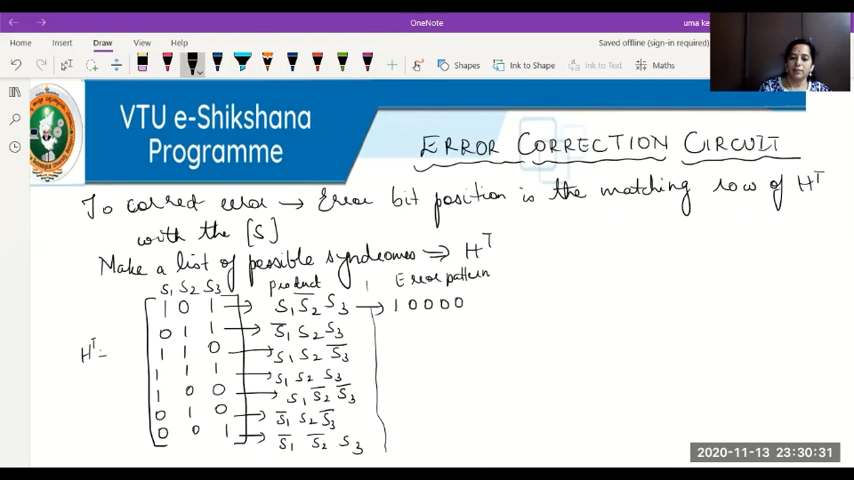 OneNote
uma ke
Home Insert Draw View Help
Saved offline (sign-in required)
Shapes Ink to Shape Ink to Text Maths
VTU e-Shikshana
Programme
ERROR CORRECTION CIRCUIT
To correct error → Error bit position is the matching row of Hᵀ
with the [S]
Make a list of possible syndromes ⇒ Hᵀ
S₁ S₂ S₃ product Error pattern
1 0 1 → S₁ S̅₂ S₃ → 1 0 0 0 0
0 1 1 → S̅₁ S₂ S₃
Hᵀ= 1 1 0 → S₁ S₂ S̅₃
1 1 1 → S₁ S₂ S₃
1 0 0 → S₁ S̅₂ S̅₃
0 1 0 → S̅₁ S₂ S̅₃
0 0 1 → S̅₁ S̅₂ S₃
2020-11-13 23:30:31